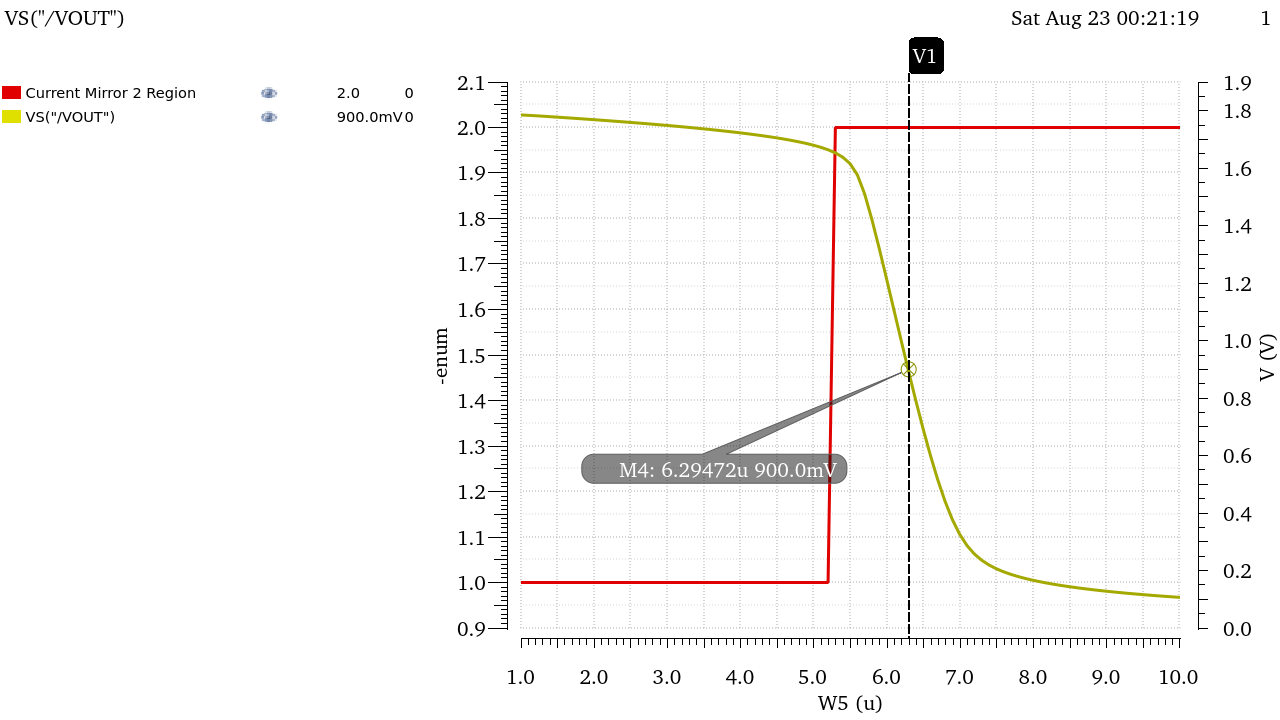 VS("/VOUT") Sat Aug 23 00:21:19 1
V1
Current Mirror 2 Region 2.0 0
VS("/VOUT") 900.0mV 0
2.1
2.0
1.9
1.8
1.7
1.6
1.5
1.4
1.3
1.2
1.1
1.0
0.9
-enum
M4: 6.29472u 900.0mV
1.9
1.8
1.6
1.4
1.2
1.0
0.8
0.6
0.4
0.2
0.0
V (V)
1.0 2.0 3.0 4.0 5.0 6.0 7.0 8.0 9.0 10.0
W5 (u)